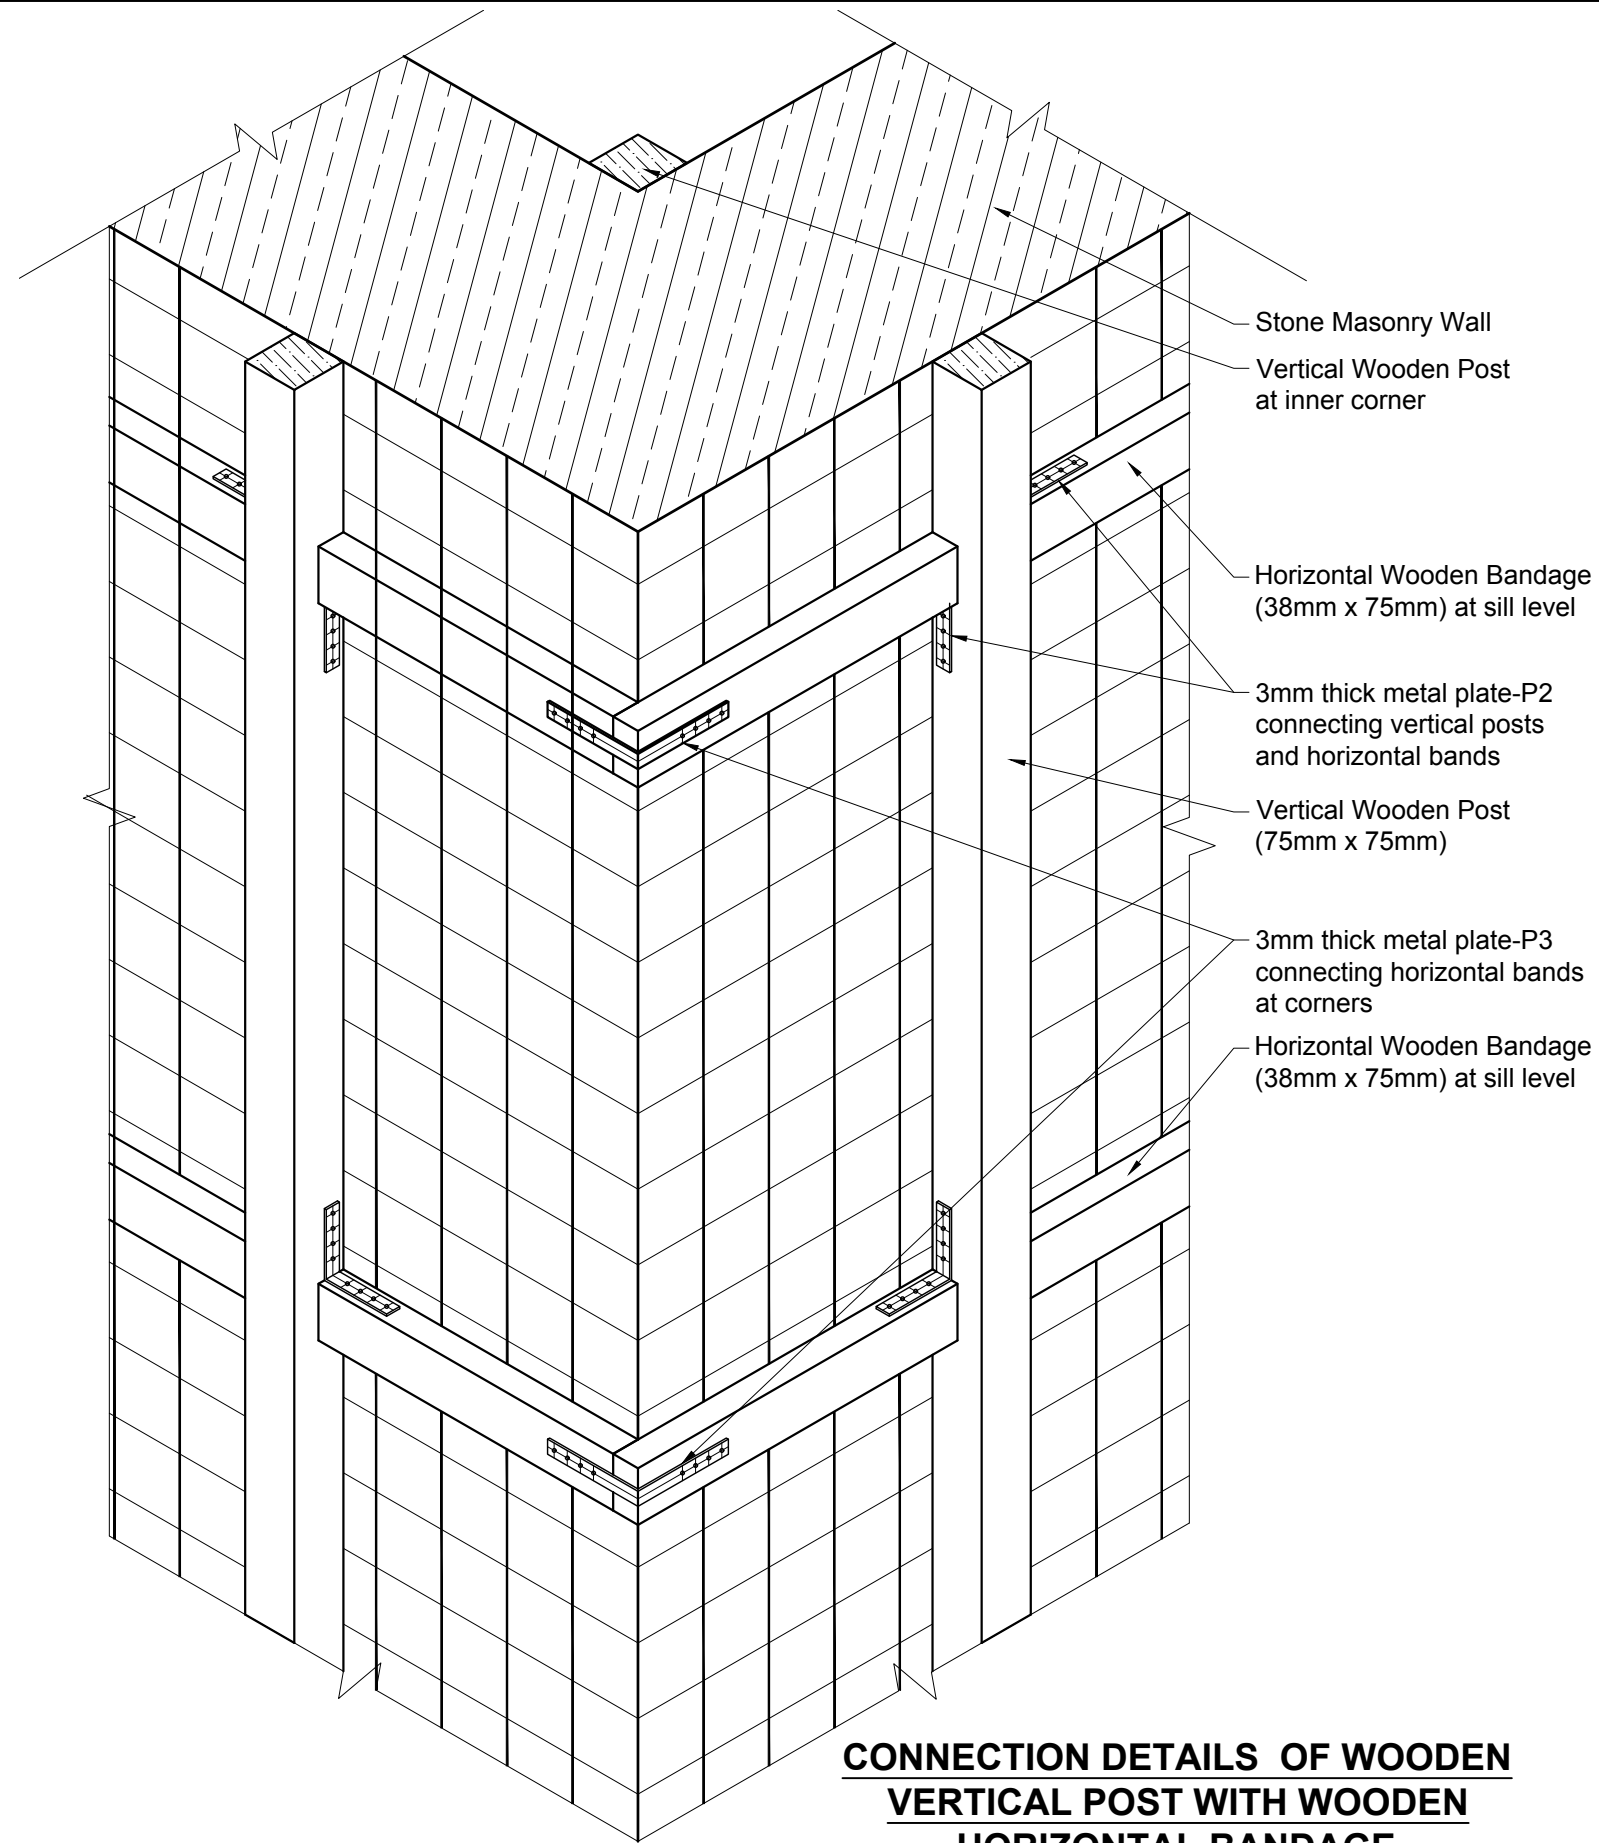 Stone Masonry Wall
Vertical Wooden Post
at inner corner
Horizontal Wooden Bandage
(38mm x 75mm) at sill level
3mm thick metal plate-P2
connecting vertical posts
and horizontal bands
Vertical Wooden Post
(75mm x 75mm)
3mm thick metal plate-P3
connecting horizontal bands
at corners
Horizontal Wooden Bandage
(38mm x 75mm) at sill level
CONNECTION DETAILS OF WOODEN
VERTICAL POST WITH WOODEN
HORIZONTAL BANDAGE